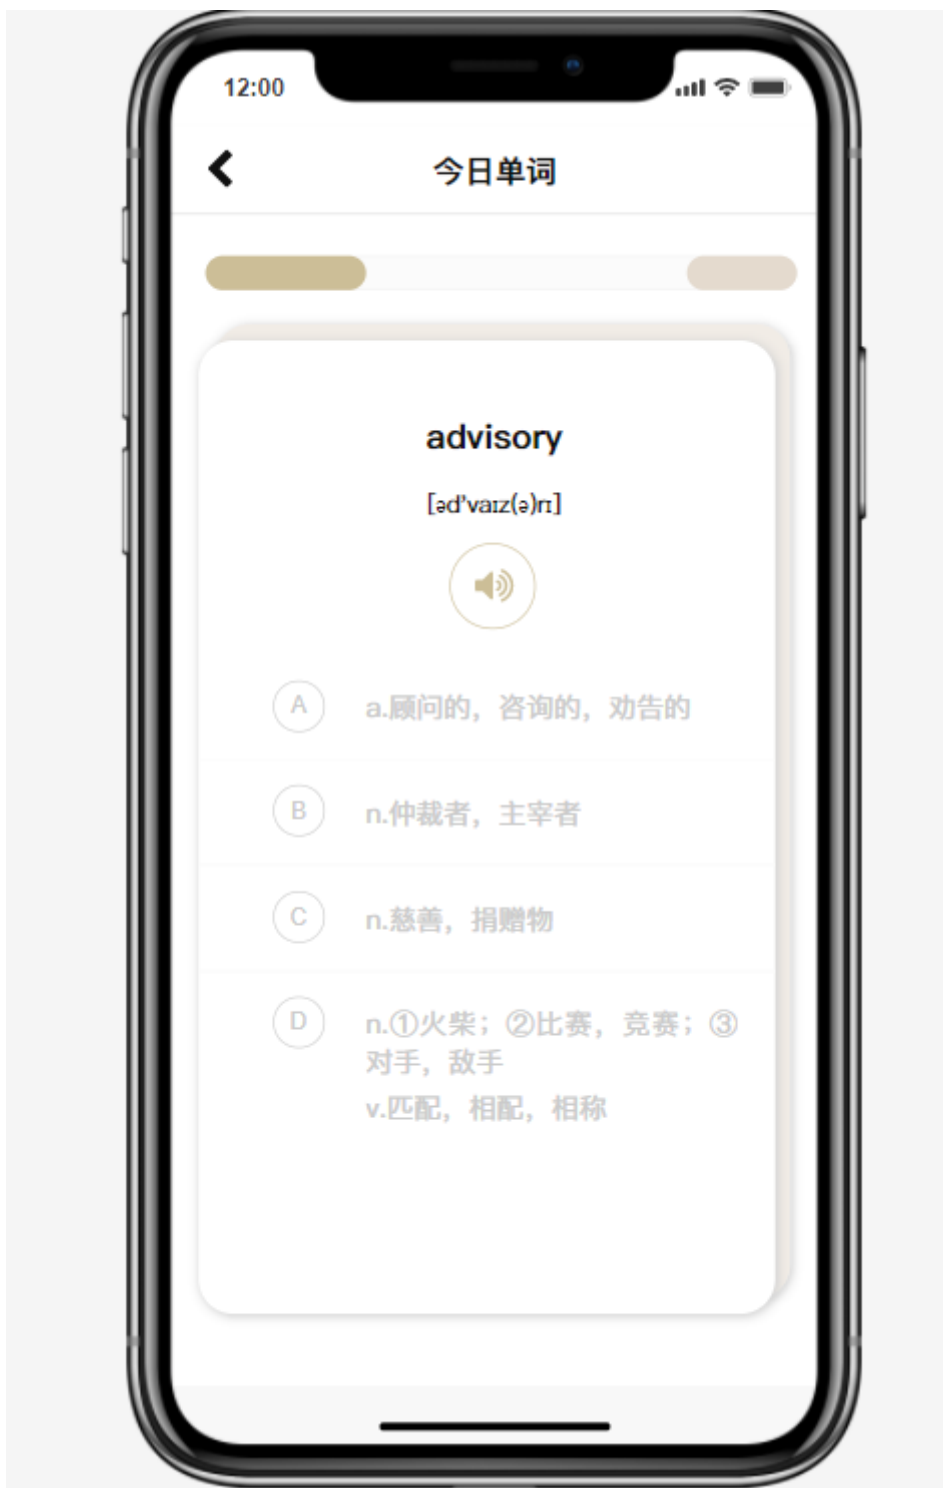 12:00
今日单词
advisory
[əd'vaɪz(ə)rɪ]
A a.顾问的，咨询的，劝告的
B n.仲裁者，主宰者
C n.慈善，捐赠物
D n.①火柴；②比赛，竞赛；③
对手，敌手
v.匹配，相配，相称